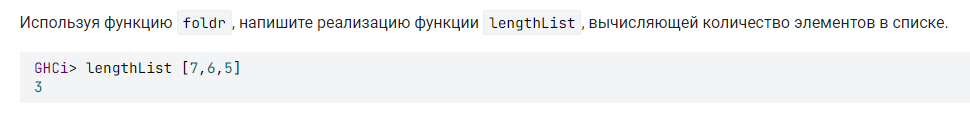 Используя функцию foldr, напишите реализацию функции lengthList, вычисляющей количество элементов в списке.
GHCi> lengthList [7,6,5]
3